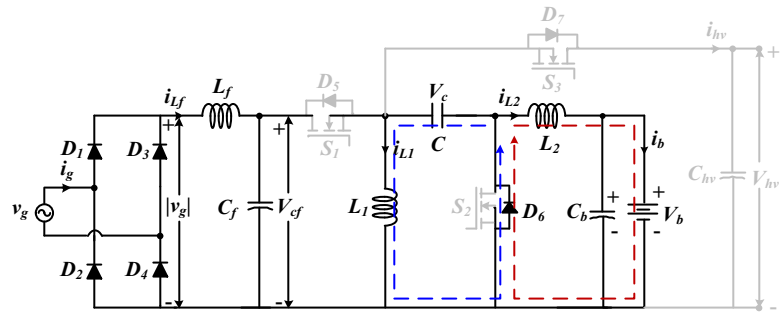 D7
S3
ihv
+
iLf
Lf
D5
S1
Vc
C
iL2
L2
+
D1
D3
ig
vg
|vg|
Cf
+
Vcf
iL1
L1
S2
D6
ib
Cb
+
-
+
Vb
-
Chv
Vhv
D2
D4
-
-
-